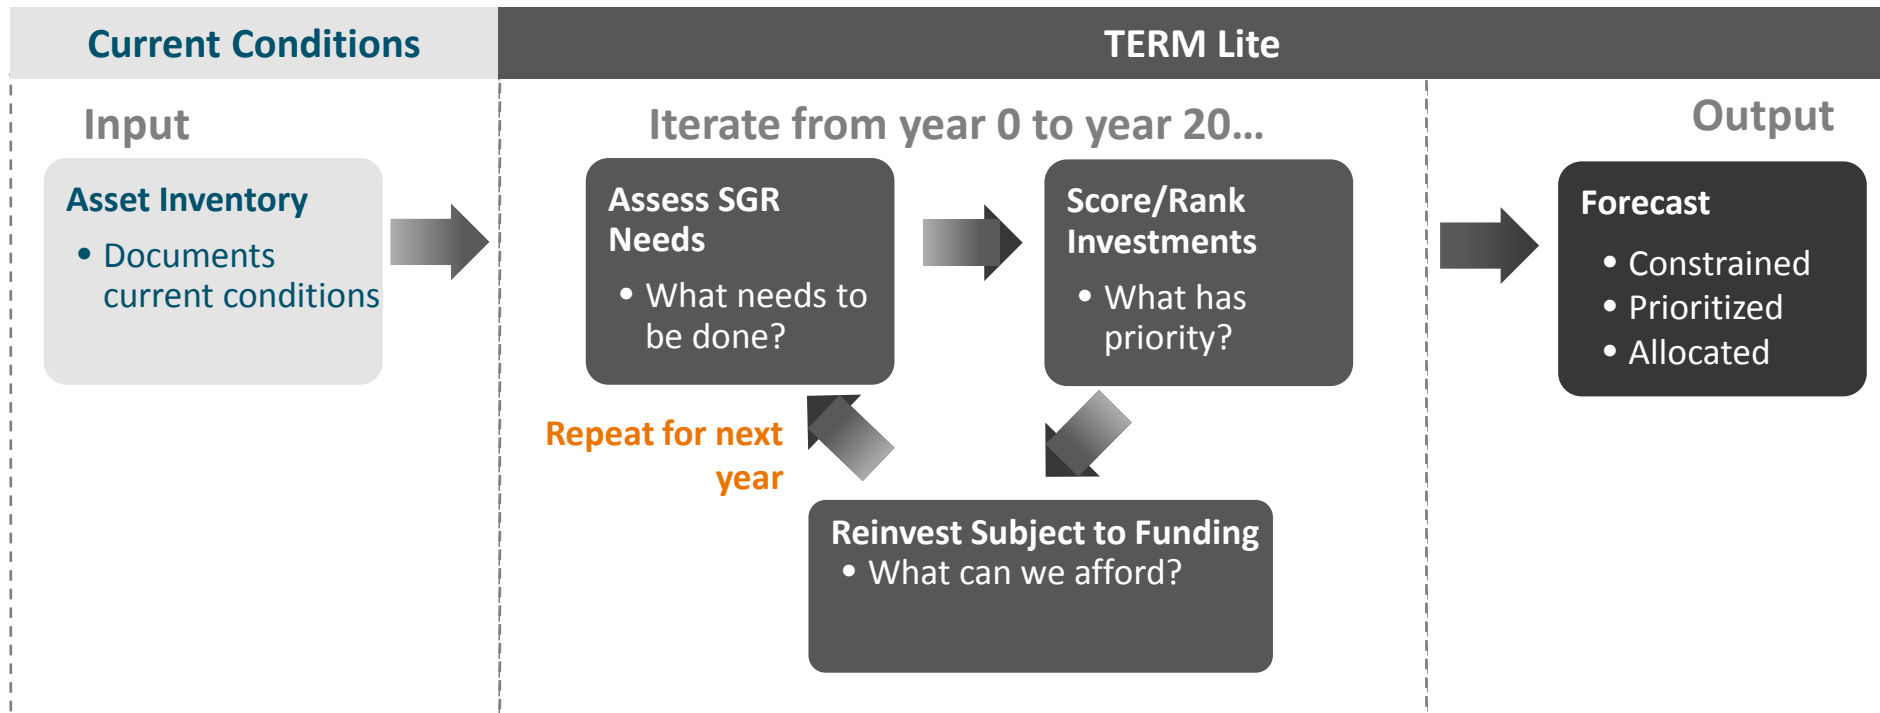 Current Conditions
TERM Lite
Input
Iterate from year 0 to year 20…
Output
Asset Inventory
• Documents
current conditions
Assess SGR
Needs
• What needs to
be done?
Score/Rank
Investments
• What has
priority?
Forecast
• Constrained
• Prioritized
• Allocated
Repeat for next
year
Reinvest Subject to Funding
• What can we afford?